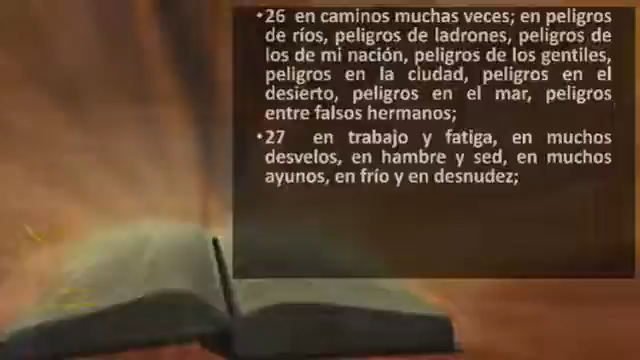 •26 en caminos muchas veces; en peligros
de ríos, peligros de ladrones, peligros de
los de mi nación, peligros de los gentiles,
peligros en la ciudad, peligros en el
desierto, peligros en el mar, peligros
entre falsos hermanos;
•27 en trabajo y fatiga, en muchos
desvelos, en hambre y sed, en muchos
ayunos, en frío y en desnudez;